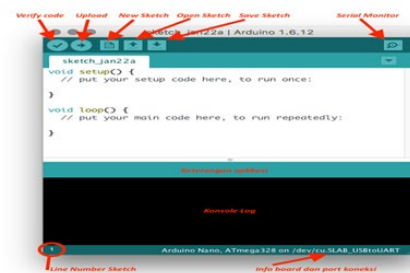 Verify code Upload New Sketch Open Sketch Save Sketch Serial Monitor
sketch_jan22a | Arduino 1.6.12
sketch_jan22a
void setup() {
// put your setup code here, to run once:
}
void loop() {
// put your main code here, to run repeatedly:
}
Keterangan aplikasi
Konsole Log
1 Arduino Nano, ATmega328 on /dev/cu.SLAB_USBtoUART
Line Number Sketch info board dan port koneksi